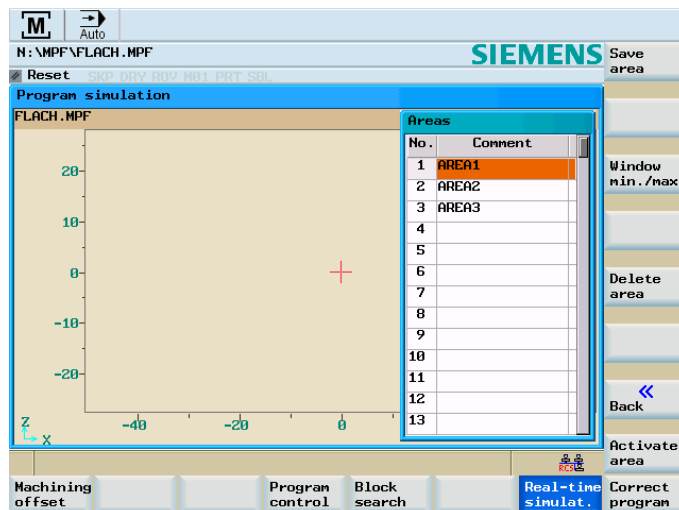 M
Auto
N:\MPF\FLACH.MPF
SIEMENS
Save
area
Reset SKP DRY ROV M01 PRT SBL
Program simulation
FLACH.MPF
Areas
No. Comment
1 AREA1
2 AREA2
3 AREA3
4
5
6
7
8
9
10
11
12
13
20
10
0
-10
-20
-40 -20 0
Z
X
Window
min./max
Delete
area
Back
Activate
area
RCS
Machining
offset
Program
control
Block
search
Real-time
simulat.
Correct
program